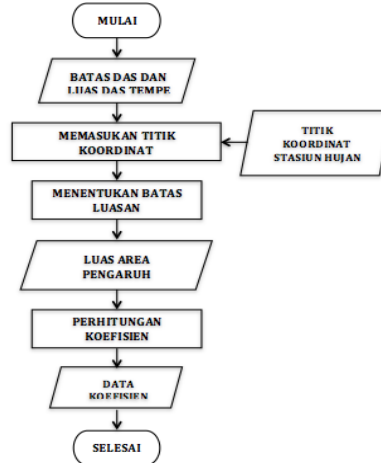 MULAI
BATAS DAS DAN
LUAS DAS TEMPE
MEMASUKAN TITIK
KOORDINAT
TITIK
KOORDINAT
STASIUN HUJAN
MENENTUKAN BATAS
LUASAN
LUAS AREA
PENGARUH
PERHITUNGAN
KOEFISIEN
DATA
KOEFISIEN
SELESAI